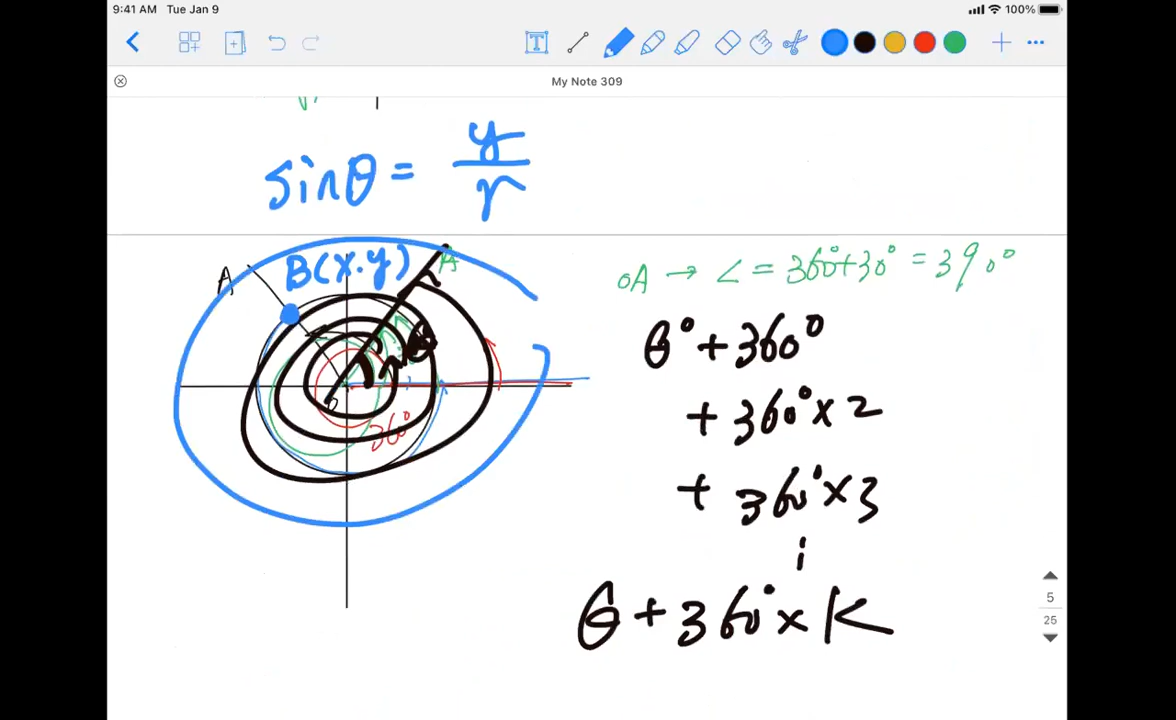 9:41 AM Tue Jan 9
100%
My Note 309
sinθ = y/r
A
B(x.y)
A
OA → ∠ = 360°+30° = 390°
θ° + 360°
+ 360° x 2
+ 360° x 3
360°
θ + 360° x K
5
25